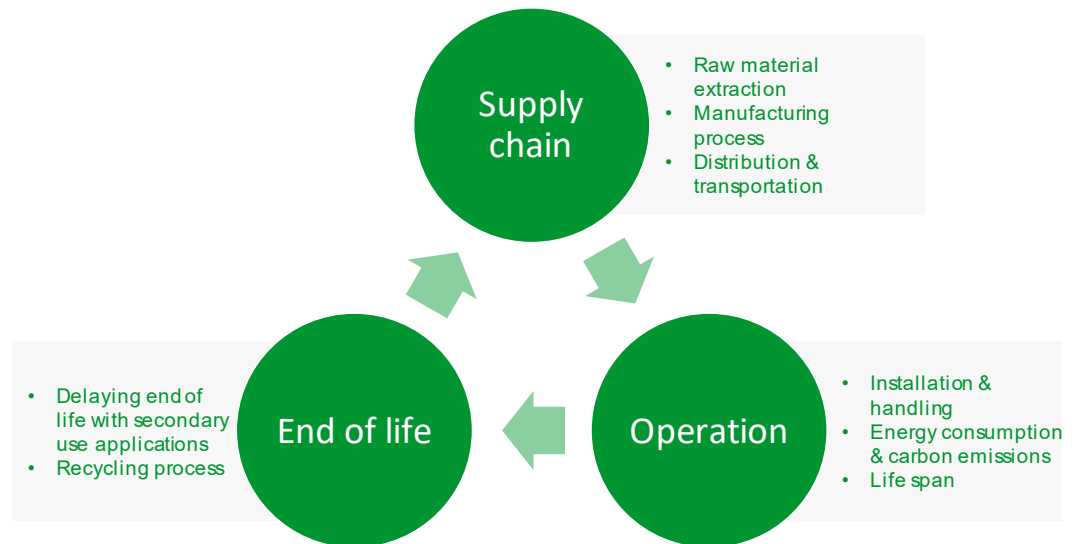 Supply
chain
• Raw material
extraction
• Manufacturing
process
• Distribution &
transportation
Operation
• Installation &
handling
• Energy consumption
& carbon emissions
• Life span
End of life
• Delaying end of
life with secondary
use applications
• Recycling process